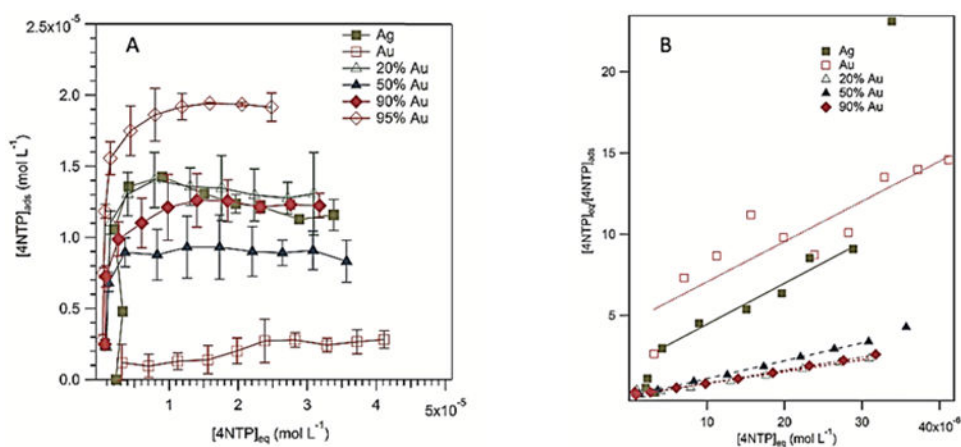 A
2.5x10⁻⁵
2.0
1.5
1.0
0.5
0.0
[4NTP]ads (mol L⁻¹)
Ag
Au
20% Au
50% Au
90% Au
95% Au
1 2 3 4 5x10⁻⁵
[4NTP]eq (mol L⁻¹)
B
20
15
10
5
[4NTP]eq/[4NTP]ads
Ag
Au
20% Au
50% Au
90% Au
10 20 30 40x10⁻⁶
[4NTP]eq (mol L⁻¹)